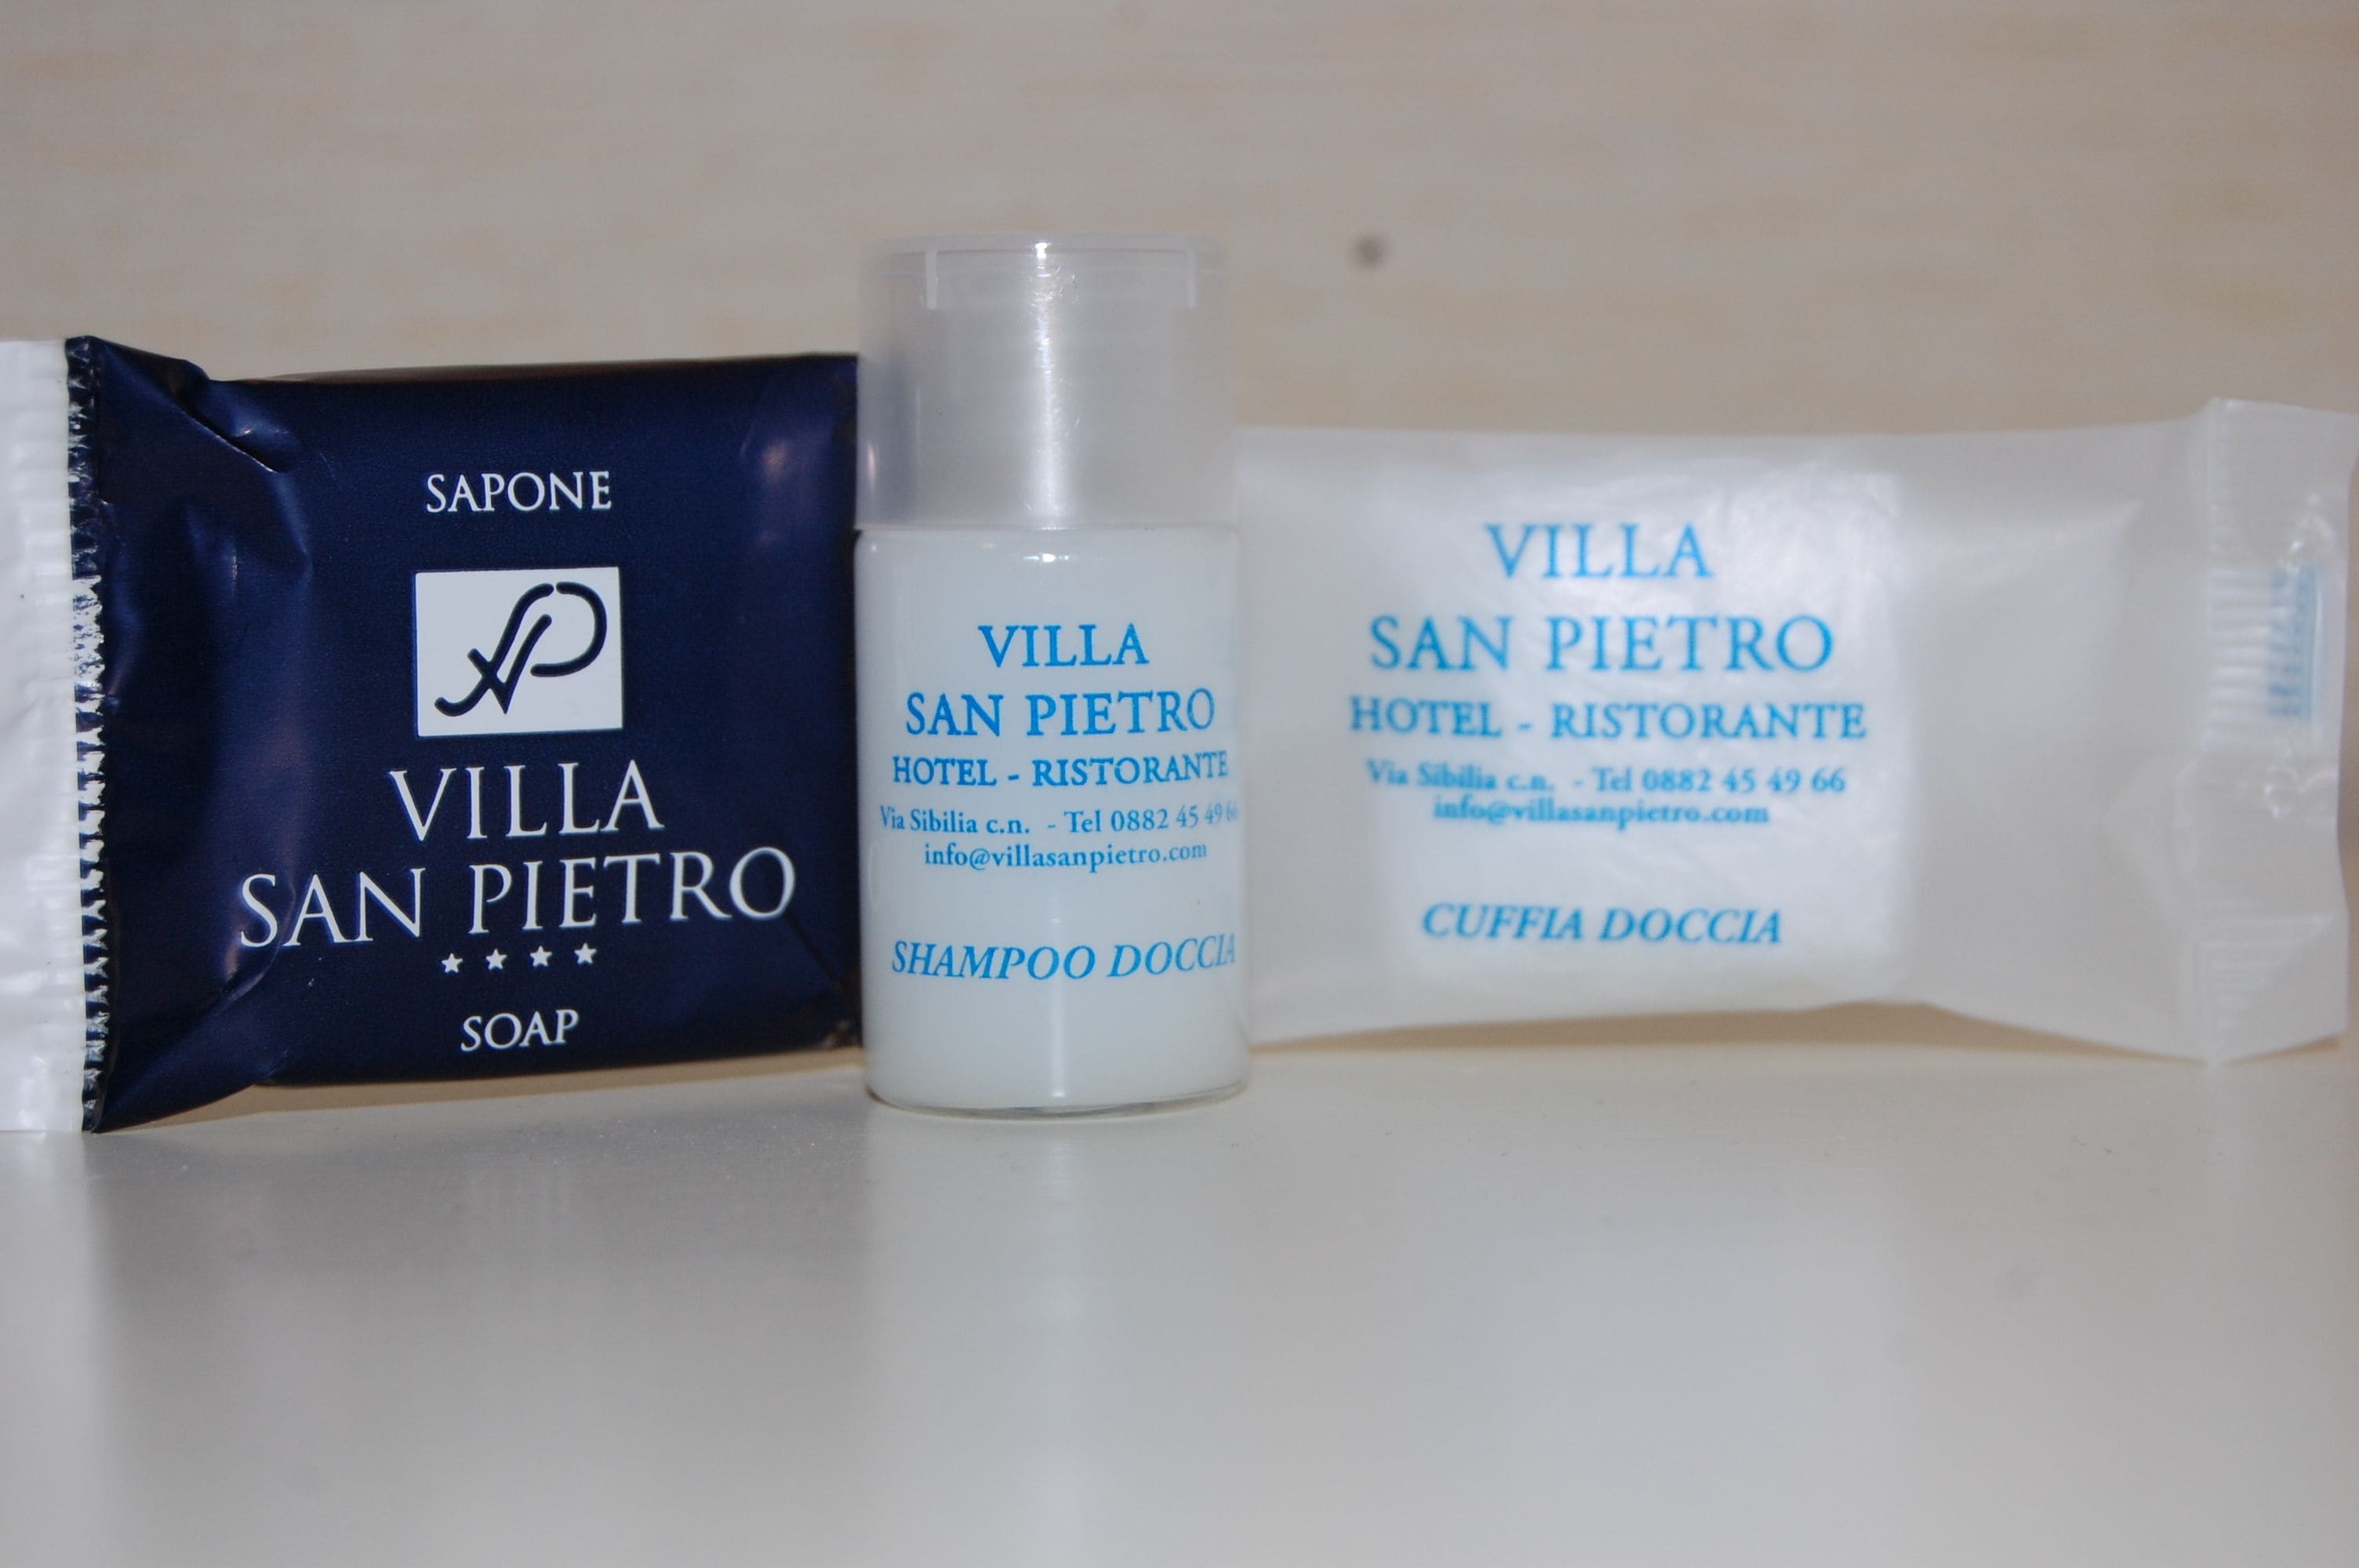 SAPONE
VP
VILLA
SAN PIETRO
SOAP
VILLA
SAN PIETRO
HOTEL - RISTORANTE
Via Sibilia c.n. - Tel 0882 45 49 66
info@villasanpietro.com
SHAMPOO DOCCIA
VILLA
SAN PIETRO
HOTEL - RISTORANTE
Via Sibilia c.n. - Tel 0882 45 49 66
info@villasanpietro.com
CUFFIA DOCCIA